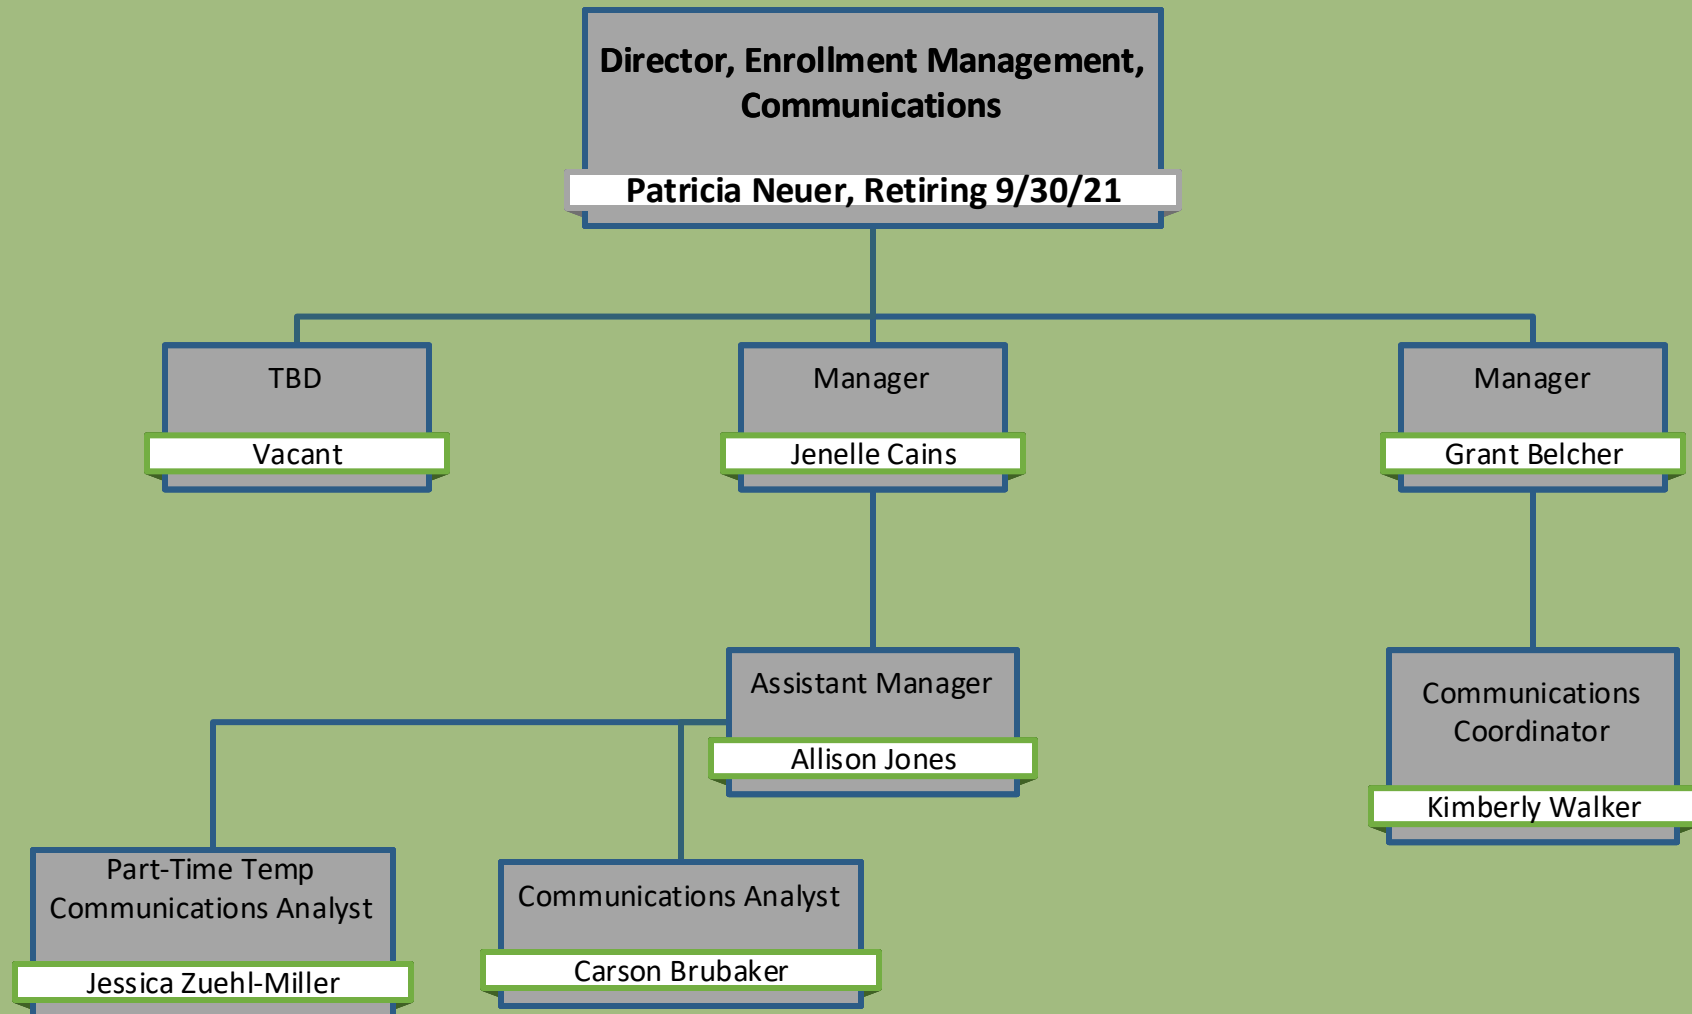 Director, Enrollment Management,
Communications
Patricia Neuer, Retiring 9/30/21
TBD
Vacant
Manager
Jenelle Cains
Manager
Grant Belcher
Assistant Manager
Allison Jones
Communications
Coordinator
Kimberly Walker
Part-Time Temp
Communications Analyst
Jessica Zuehl-Miller
Communications Analyst
Carson Brubaker